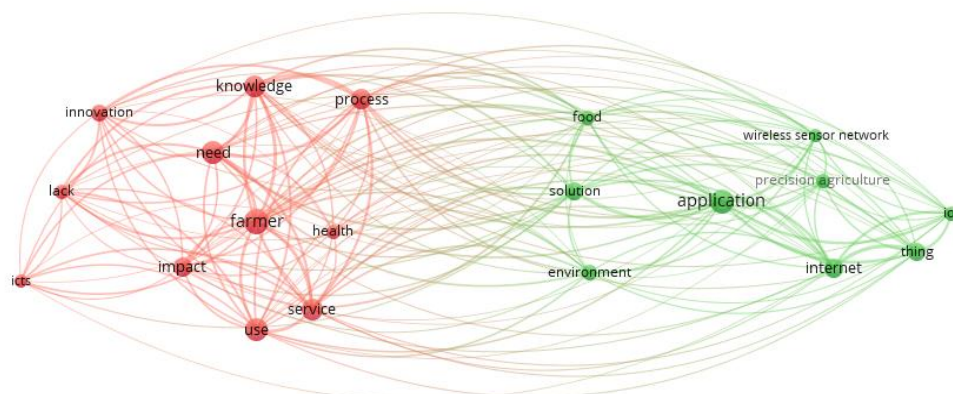 knowledge
process
innovation
food
wireless sensor network
need
precision agriculture
lack
solution
application
farmer
health
impact
environment
internet
thing
icts
service
use